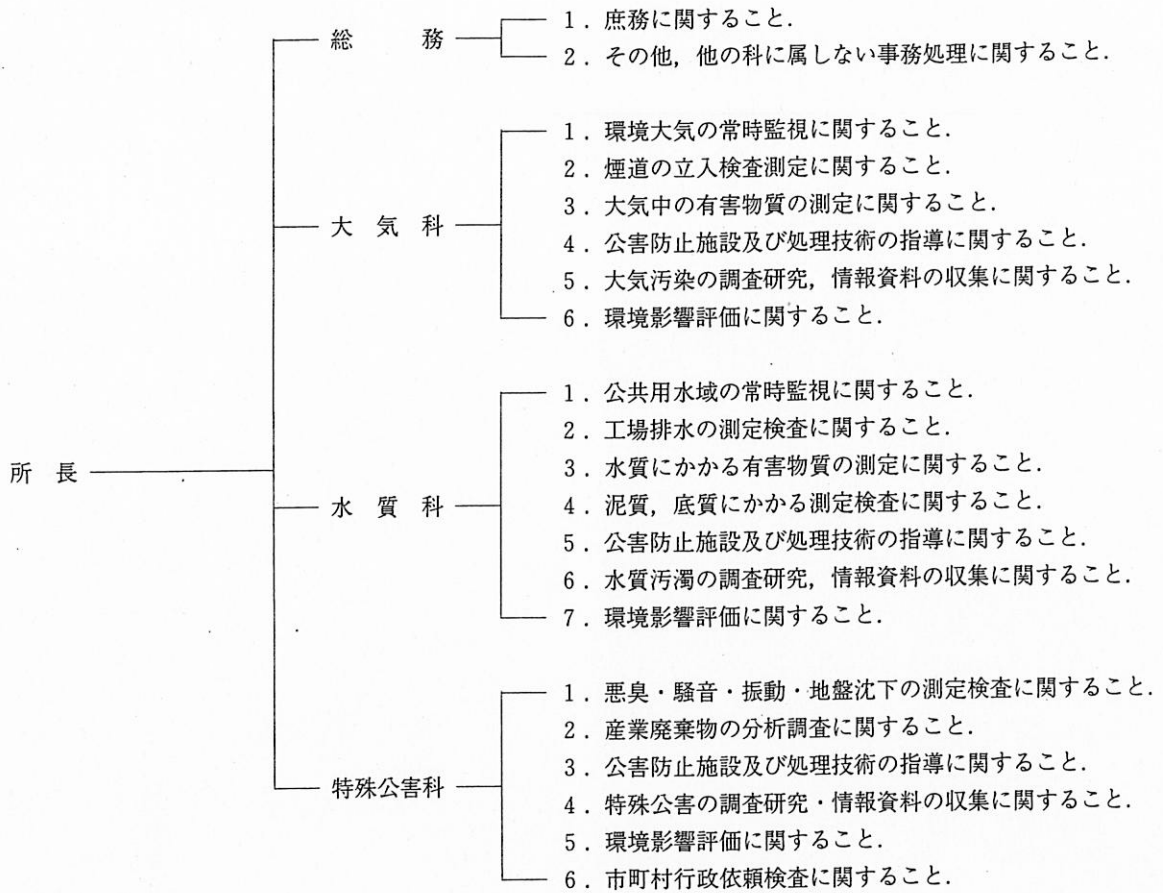 総　　務
1．庶務に関すること．
2．その他，他の科に属しない事務処理に関すること．
大　気　科
1．環境大気の常時監視に関すること．
2．煙道の立入検査測定に関すること．
3．大気中の有害物質の測定に関すること．
4．公害防止施設及び処理技術の指導に関すること．
5．大気汚染の調査研究，情報資料の収集に関すること．
6．環境影響評価に関すること．
所　長
水　質　科
1．公共用水域の常時監視に関すること．
2．工場排水の測定検査に関すること．
3．水質にかかる有害物質の測定に関すること．
4．泥質，底質にかかる測定検査に関すること．
5．公害防止施設及び処理技術の指導に関すること．
6．水質汚濁の調査研究，情報資料の収集に関すること．
7．環境影響評価に関すること．
特殊公害科
1．悪臭・騒音・振動・地盤沈下の測定検査に関すること．
2．産業廃棄物の分析調査に関すること．
3．公害防止施設及び処理技術の指導に関すること．
4．特殊公害の調査研究・情報資料の収集に関すること．
5．環境影響評価に関すること．
6．市町村行政依頼検査に関すること．